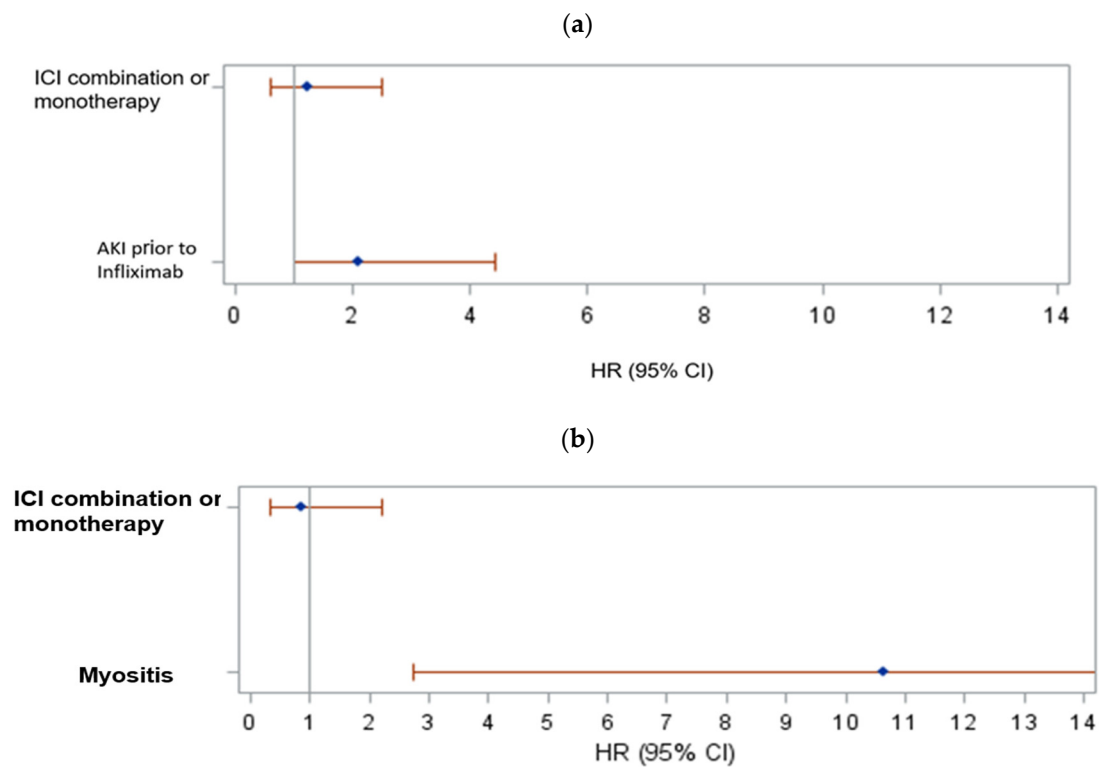 (a)
ICI combination or
monotherapy
AKI prior to
Infliximab
0 2 4 6 8 10 12 14
HR (95% CI)
(b)
ICI combination or
monotherapy
Myositis
0 1 2 3 4 5 6 7 8 9 10 11 12 13 14
HR (95% CI)